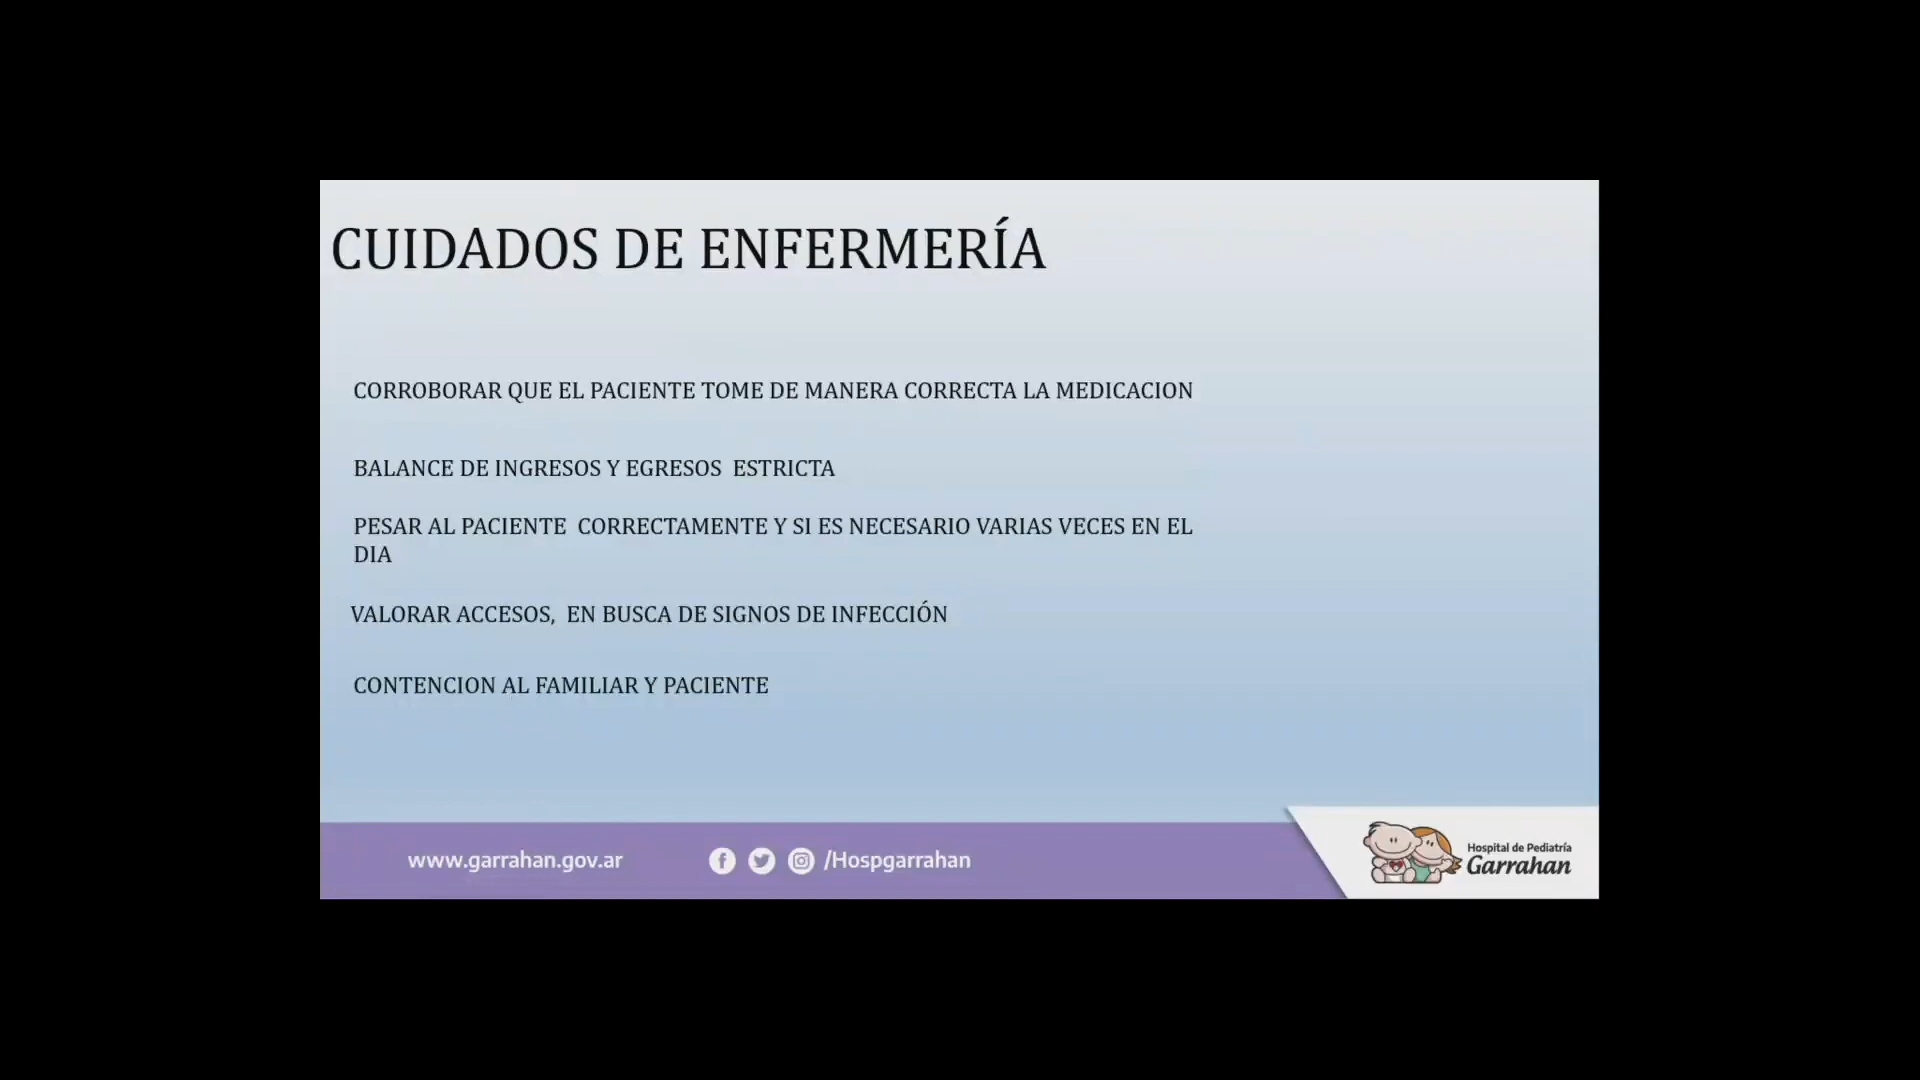 CUIDADOS DE ENFERMERÍA
CORROBORAR QUE EL PACIENTE TOME DE MANERA CORRECTA LA MEDICACION
BALANCE DE INGRESOS Y EGRESOS  ESTRICTA
PESAR AL PACIENTE  CORRECTAMENTE Y SI ES NECESARIO VARIAS VECES EN EL
DIA
VALORAR ACCESOS,  EN BUSCA DE SIGNOS DE INFECCIÓN
CONTENCION AL FAMILIAR Y PACIENTE
www.garrahan.gov.ar
/Hospgarrahan
Hospital de Pediatría
Garrahan